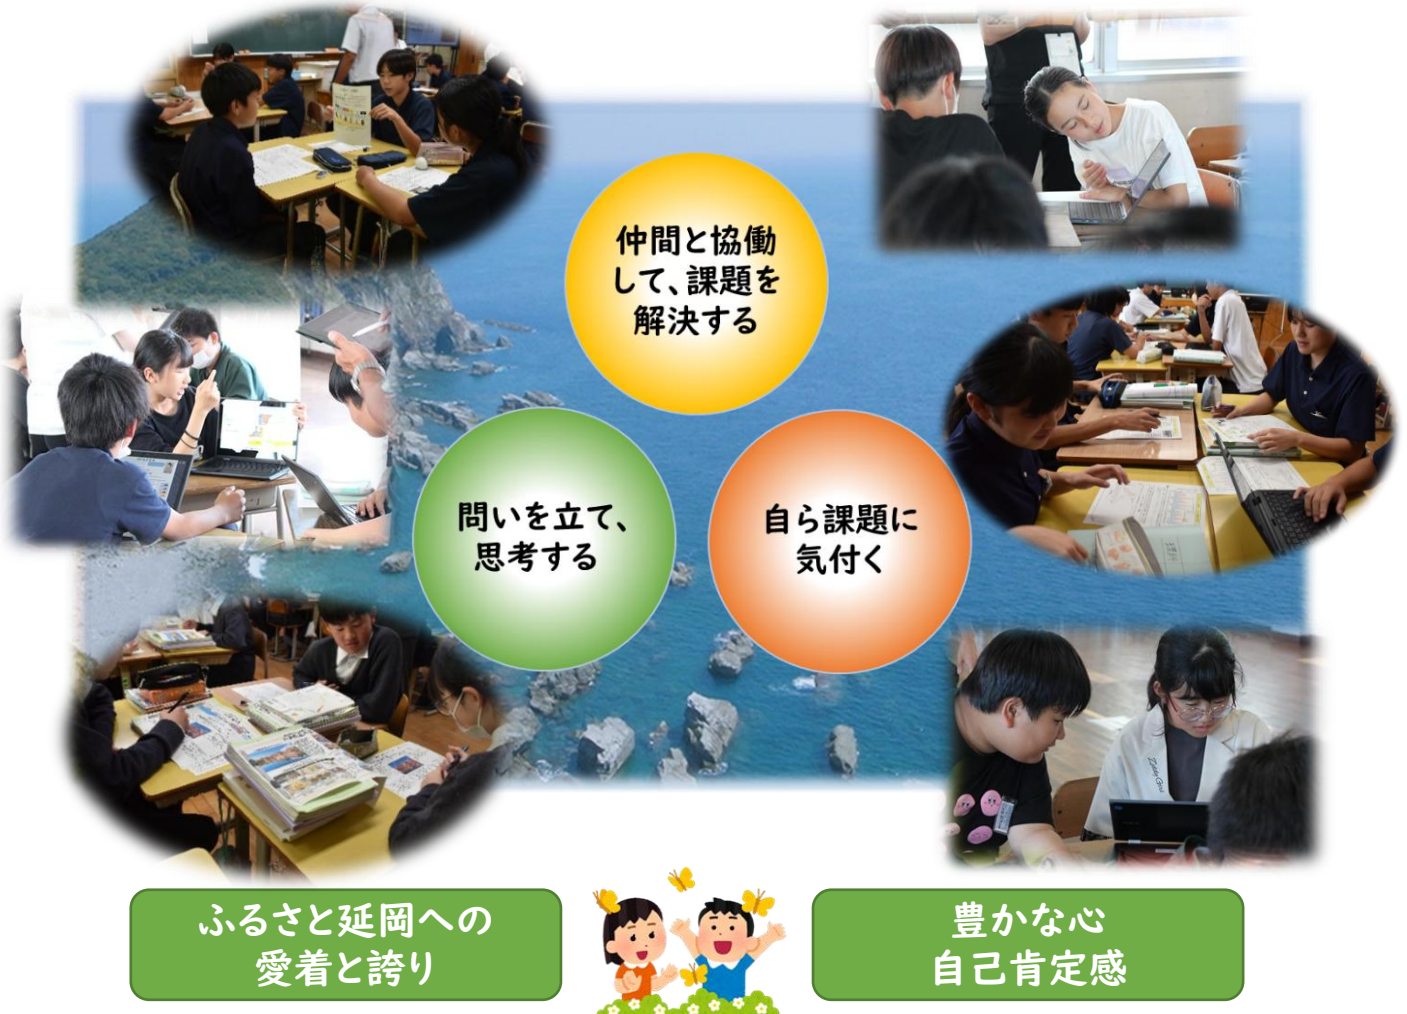 仲間と協働
して、課題を
解決する
問いを立て、
思考する
自ら課題に
気付く
ふるさと延岡への
愛着と誇り
豊かな心
自己肯定感